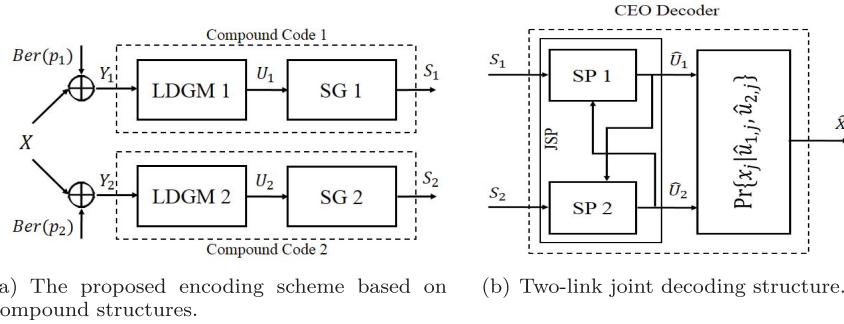 CEO Decoder
Compound Code 1
Ber(p₁)
Y₁
LDGM 1
U₁
SG 1
S₁
X
Y₂
LDGM 2
U₂
SG 2
S₂
Ber(p₂)
Compound Code 2
S₁
SP 1
Û₁
JSP
S₂
SP 2
Û₂
Pr{xⱼ|û₁,ⱼ, û₂,ⱼ}
X̂
a) The proposed encoding scheme based on
ompound structures.
(b) Two-link joint decoding structure.